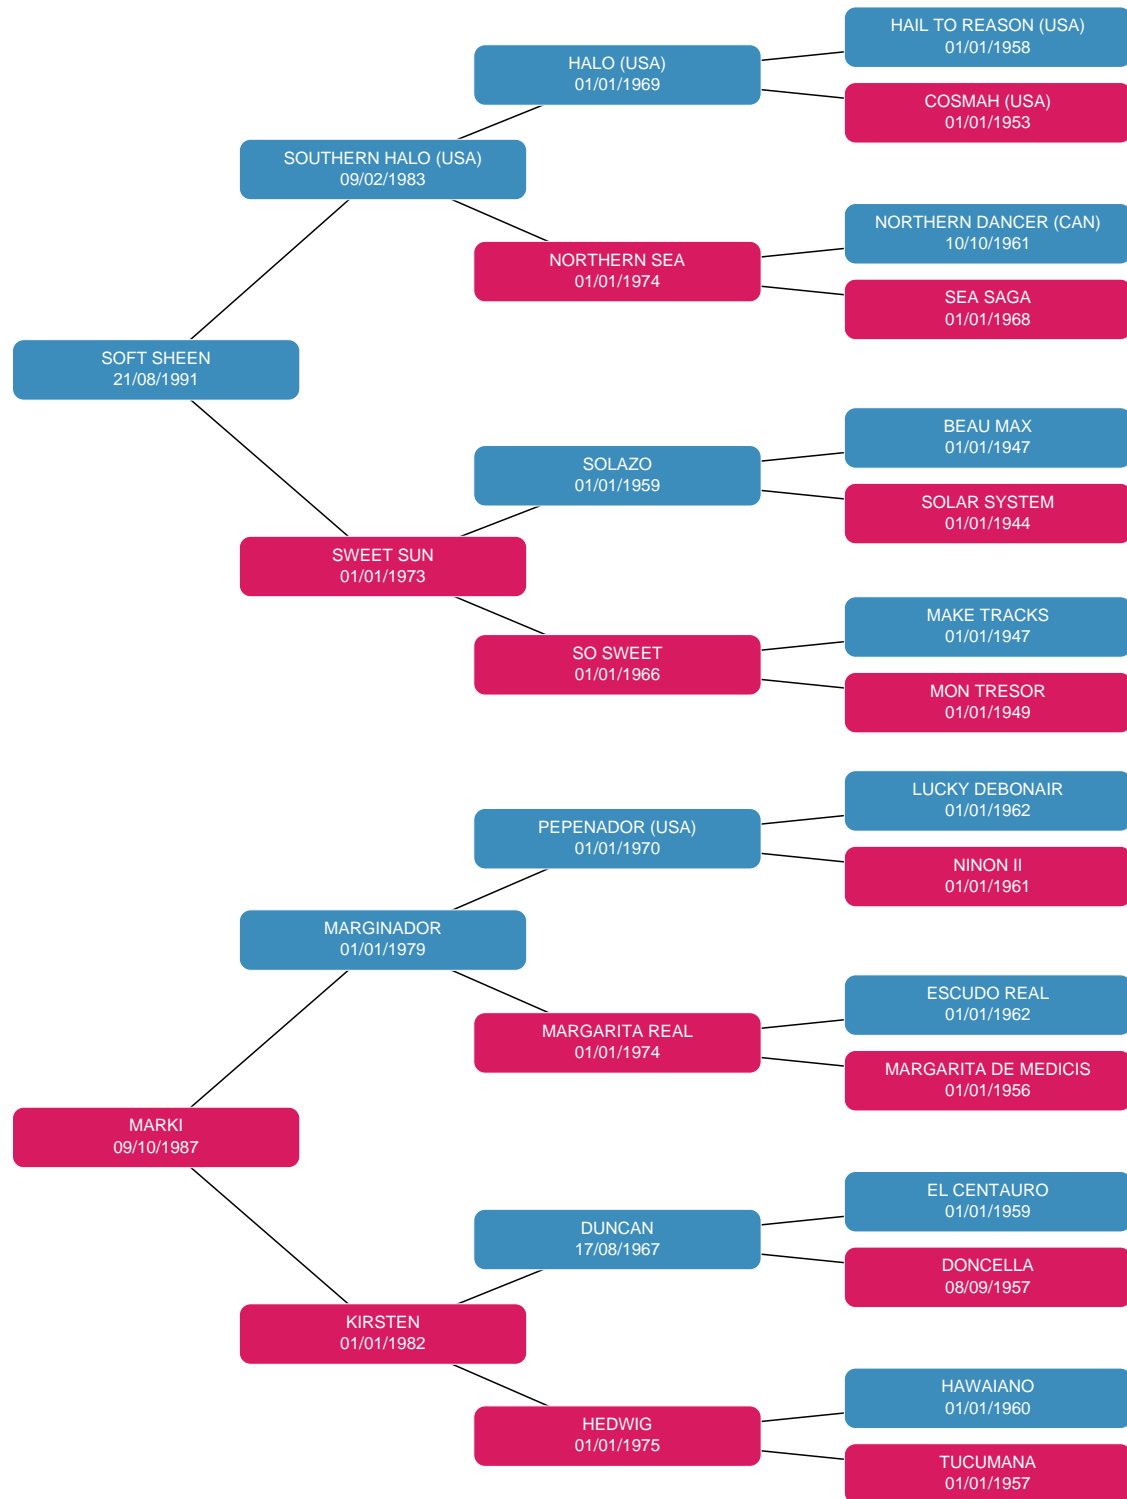 HAIL TO REASON (USA)
01/01/1958
HALO (USA)
01/01/1969
COSMAH (USA)
01/01/1953
SOUTHERN HALO (USA)
09/02/1983
NORTHERN DANCER (CAN)
10/10/1961
NORTHERN SEA
01/01/1974
SEA SAGA
01/01/1968
SOFT SHEEN
21/08/1991
BEAU MAX
01/01/1947
SOLAZO
01/01/1959
SOLAR SYSTEM
01/01/1944
SWEET SUN
01/01/1973
MAKE TRACKS
01/01/1947
SO SWEET
01/01/1966
MON TRESOR
01/01/1949
LUCKY DEBONAIR
01/01/1962
PEPENADOR (USA)
01/01/1970
NINON II
01/01/1961
MARGINADOR
01/01/1979
ESCUDO REAL
01/01/1962
MARGARITA REAL
01/01/1974
MARGARITA DE MEDICIS
01/01/1956
MARKI
09/10/1987
EL CENTAURO
01/01/1959
DUNCAN
17/08/1967
DONCELLA
08/09/1957
KIRSTEN
01/01/1982
HAWAIANO
01/01/1960
HEDWIG
01/01/1975
TUCUMANA
01/01/1957